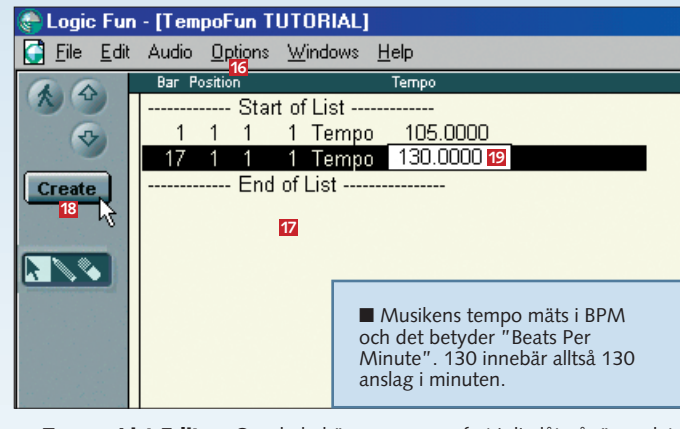 Logic Fun - [TempoFun TUTORIAL]
File Edit Audio Options Windows Help
16
Bar Position Tempo
------------- Start of List -------------
1 1 1 1 Tempo 105.0000
17 1 1 1 Tempo 130.0000 19
------------- End of List ----------------
Create
18
17
■ Musikens tempo mäts i BPM
och det betyder ”Beats Per
Minute”. 130 innebär alltså 130
anslag i minuten.